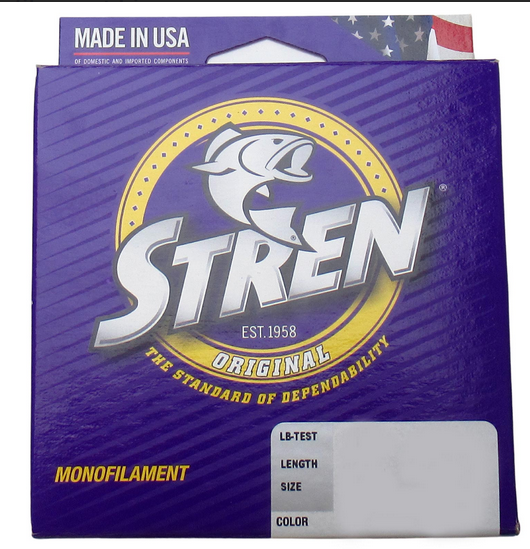 MADE IN USA
OF DOMESTIC AND IMPORTED COMPONENTS
STREN®
EST. 1958
ORIGINAL
THE STANDARD OF DEPENDABILITY
MONOFILAMENT
LB-TEST
LENGTH
SIZE
COLOR